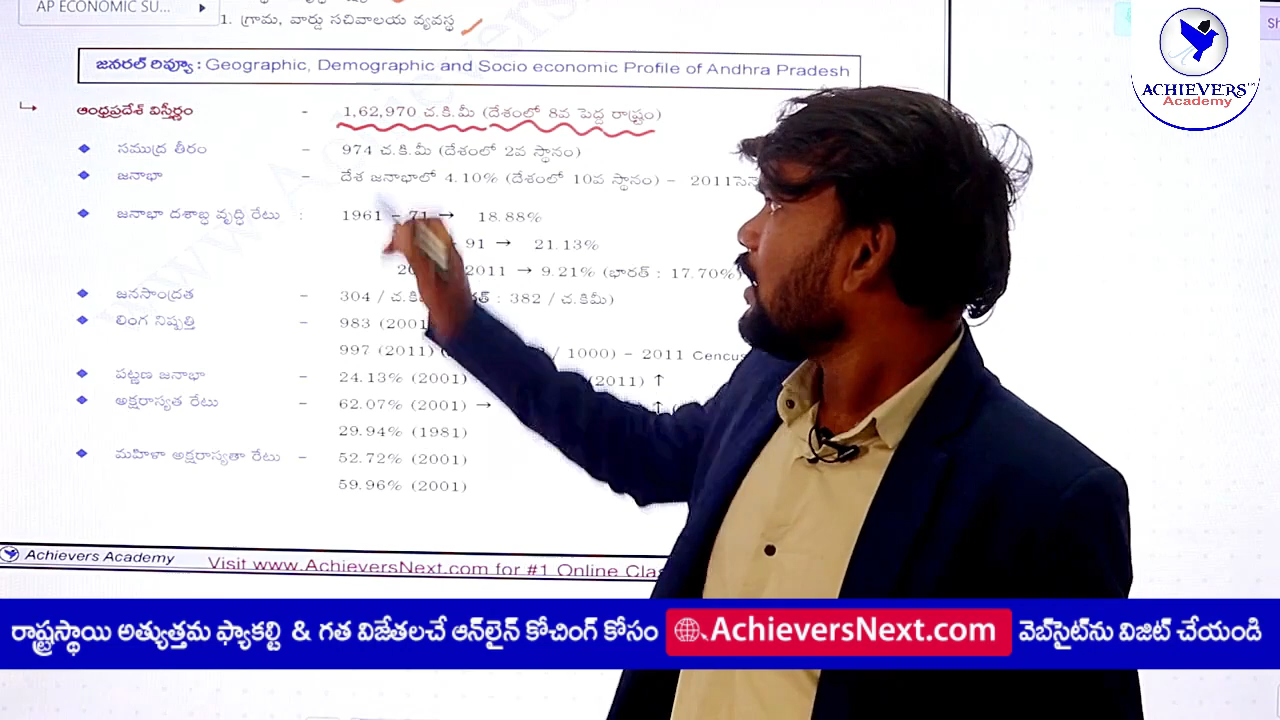 AP ECONOMIC SU...
1. గ్రామ, వార్డు సచివాలయ వ్యవస్థ
జనరల్ రివ్యూ : Geographic, Demographic and Socio economic Profile of Andhra Pradesh
ఆంధ్రప్రదేశ్ విస్తీర్ణం - 1,62,970 చ.కి.మీ (దేశంలో 8వ పెద్ద రాష్ట్రం)
సముద్ర తీరం - 974 చ.కి.మీ (దేశంలో 2వ స్థానం)
జనాభా - దేశ జనాభాలో 4.10% (దేశంలో 10వ స్థానం) - 2011
జనాభా దశాబ్ధ వృద్ధి రేటు : 1961 - 71 → 18.88%
- 91 → 21.13%
2011 → 9.21% (భారత్ : 17.70%)
జనసాంద్రత - 304 / : 382 / చ.కిమీ)
లింగ నిష్పత్తి - 983 (2001
997 (2011) / 1000) - 2011 Cencus
పట్టణ జనాభా - 24.13% (2001) (2011) ↑
అక్షరాస్యత రేటు - 62.07% (2001) → ↑
29.94% (1981)
మహిళా అక్షరాస్యతా రేటు - 52.72% (2001)
59.96% (2001)
Achievers Academy Visit www.AchieversNext.com for #1 Online
ACHIEVERS
Academy
రాష్ట్రస్థాయి అత్యుత్తమ ఫ్యాకల్టి & గత విజేతలచే ఆన్‌లైన్ కోచింగ్ కోసం AchieversNext.com వెబ్‌సైట్‌ను విజిట్ చేయండి